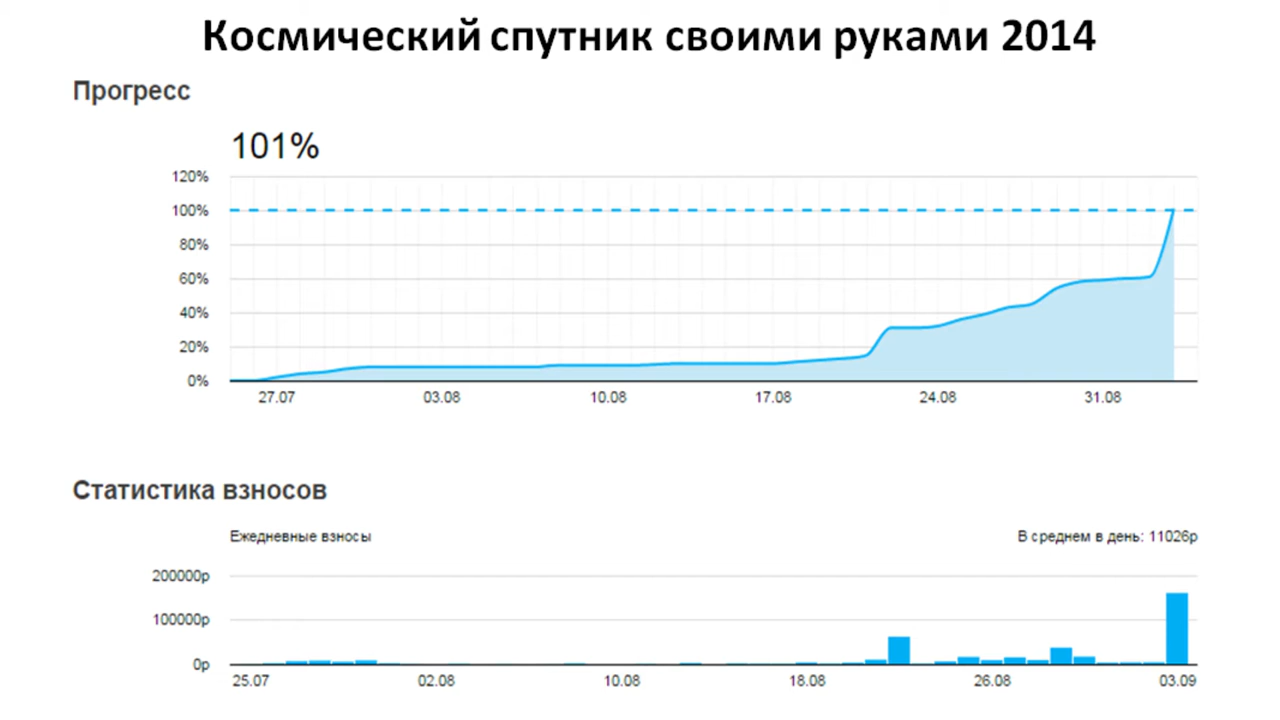 Космический спутник своими руками 2014
Прогресс
101%
120%
100%
80%
60%
40%
20%
0%
27.07 03.08 10.08 17.08 24.08 31.08
Статистика взносов
Ежедневные взносы В среднем в день: 11026р
200000р
100000р
0р
25.07 02.08 10.08 18.08 26.08 03.09